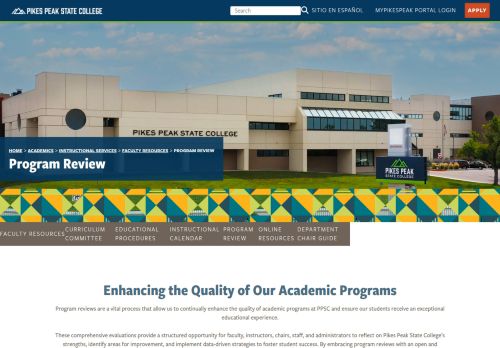 PIKES PEAK STATE COLLEGE
Search
SITIO EN ESPAÑOL
MYPIKESPEAK PORTAL LOGIN
APPLY
PIKES PEAK STATE COLLEGE
PIKES PEAK
STATE COLLEGE
HOME > ACADEMICS > INSTRUCTIONAL SERVICES > FACULTY RESOURCES > PROGRAM REVIEW
Program Review
FACULTY RESOURCES
CURRICULUM
COMMITTEE
EDUCATIONAL
PROCEDURES
INSTRUCTIONAL
CALENDAR
PROGRAM
REVIEW
ONLINE
RESOURCES
DEPARTMENT
CHAIR GUIDE
Enhancing the Quality of Our Academic Programs
Program reviews are a vital process that allow us to continually enhance the quality of academic programs at PPSC and ensure our students receive an exceptional
educational experience.
These comprehensive evaluations provide a structured opportunity for faculty, instructors, chairs, staff, and administrators to reflect on Pikes Peak State College's
strengths, identify areas for improvement, and implement data-driven strategies to foster student success. By embracing program reviews with an open and